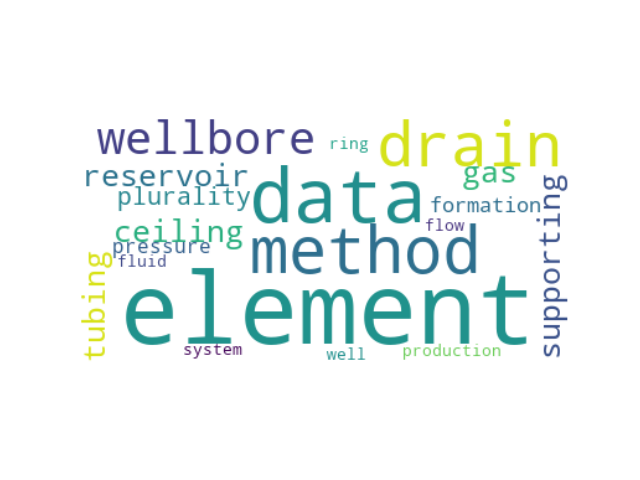 wellbore
ring
drain
reservoir
data
gas
plurality
formation
supporting
ceiling
method
flow
pressure
fluid
tubing
element
system
well
production